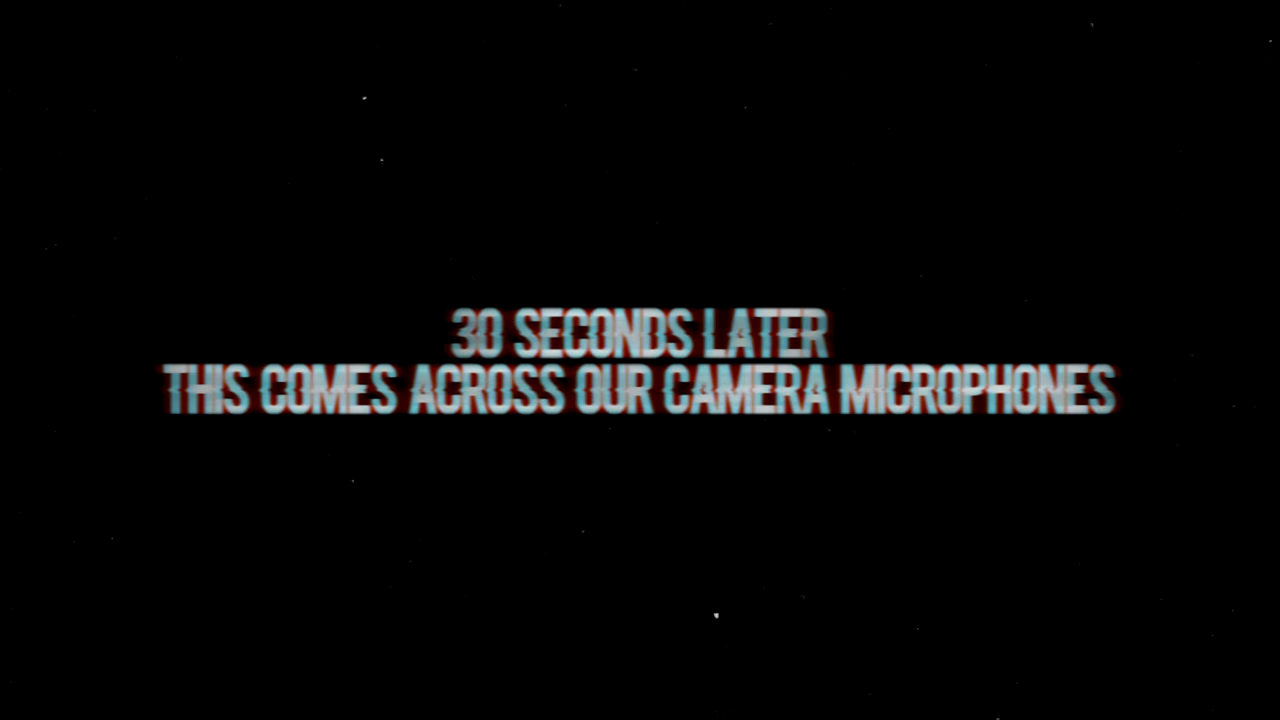 30 SECONDS LATER
THIS COMES ACROSS OUR CAMERA MICROPHONES